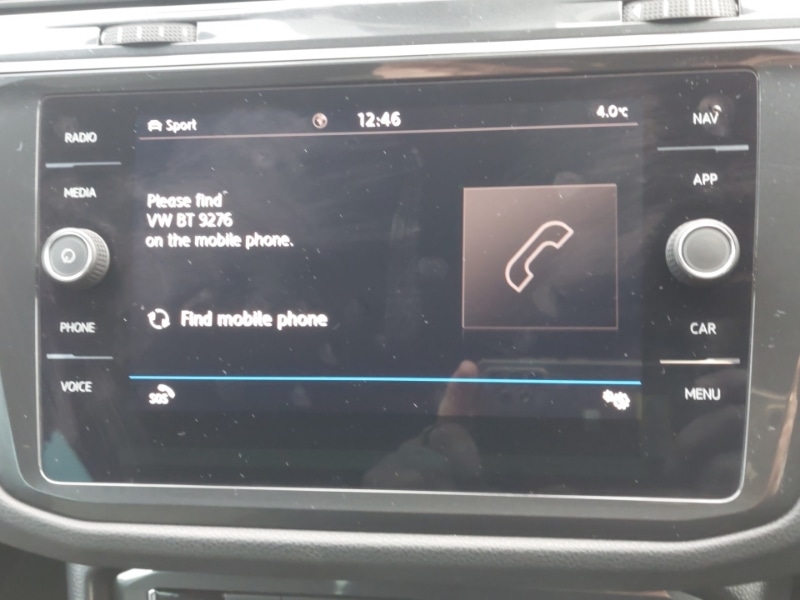 Sport 12:46 4.0°C
RADIO
NAV
MEDIA
APP
Please find
VW BT 9276
on the mobile phone.
Find mobile phone
PHONE
CAR
VOICE
MENU
SOS